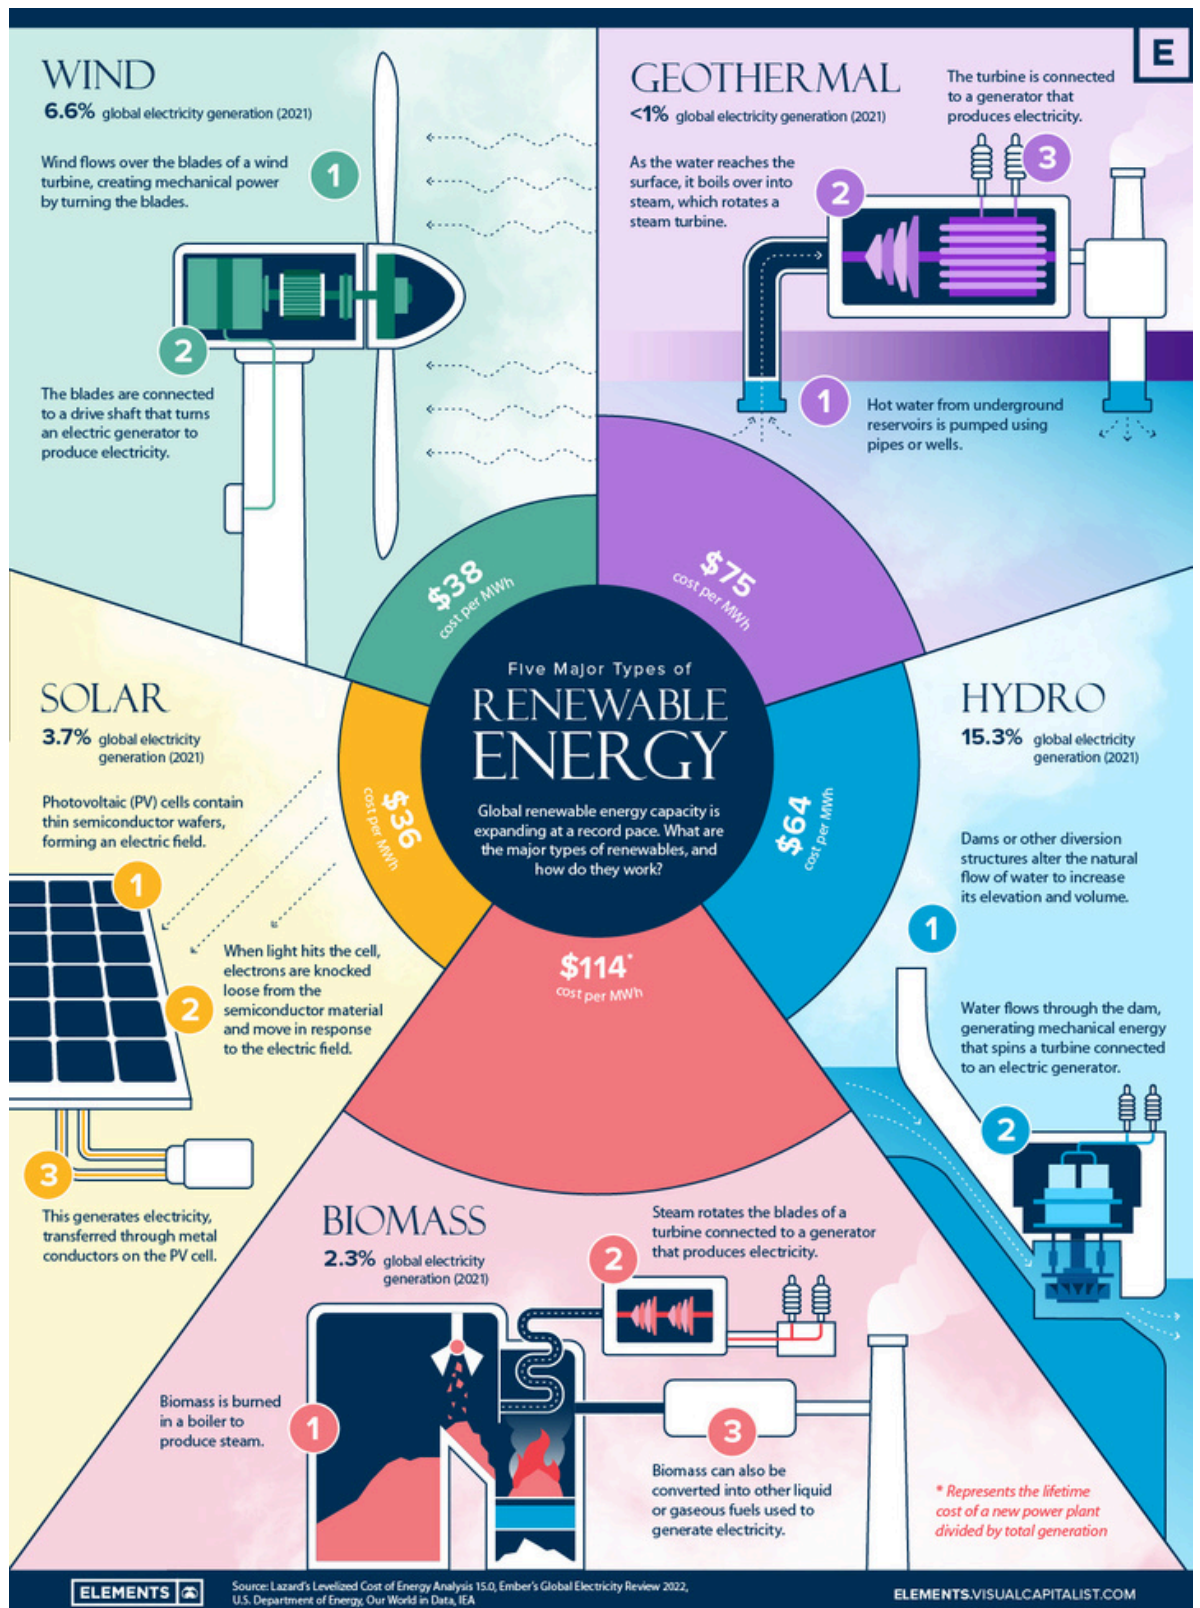 E
WIND
6.6% global electricity generation (2021)
Wind flows over the blades of a wind
turbine, creating mechanical power
by turning the blades.
1
2
The blades are connected
to a drive shaft that turns
an electric generator to
produce electricity.
$38
cost per MWh
GEOTHERMAL
<1% global electricity generation (2021)
The turbine is connected
to a generator that
produces electricity.
3
As the water reaches the
surface, it boils over into
steam, which rotates a
steam turbine.
2
1
Hot water from underground
reservoirs is pumped using
pipes or wells.
$75
cost per MWh
Five Major Types of
RENEWABLE
ENERGY
Global renewable energy capacity is
expanding at a record pace. What are
the major types of renewables, and
how do they work?
SOLAR
3.7% global electricity
generation (2021)
Photovoltaic (PV) cells contain
thin semiconductor wafers,
forming an electric field.
1
When light hits the cell,
electrons are knocked
loose from the
semiconductor material
and move in response
to the electric field.
2
3
This generates electricity,
transferred through metal
conductors on the PV cell.
$36
cost per MWh
HYDRO
15.3% global electricity
generation (2021)
Dams or other diversion
structures alter the natural
flow of water to increase
its elevation and volume.
1
Water flows through the dam,
generating mechanical energy
that spins a turbine connected
to an electric generator.
2
$64
cost per MWh
$114*
cost per MWh
BIOMASS
2.3% global electricity
generation (2021)
Steam rotates the blades of a
turbine connected to a generator
that produces electricity.
2
Biomass is burned
in a boiler to
produce steam.
1
3
Biomass can also be
converted into other liquid
or gaseous fuels used to
generate electricity.
* Represents the lifetime
cost of a new power plant
divided by total generation
ELEMENTS
Source: Lazard's Levelized Cost of Energy Analysis 15.0, Ember's Global Electricity Review 2022,
U.S. Department of Energy, Our World in Data, IEA
ELEMENTS.VISUALCAPITALIST.COM